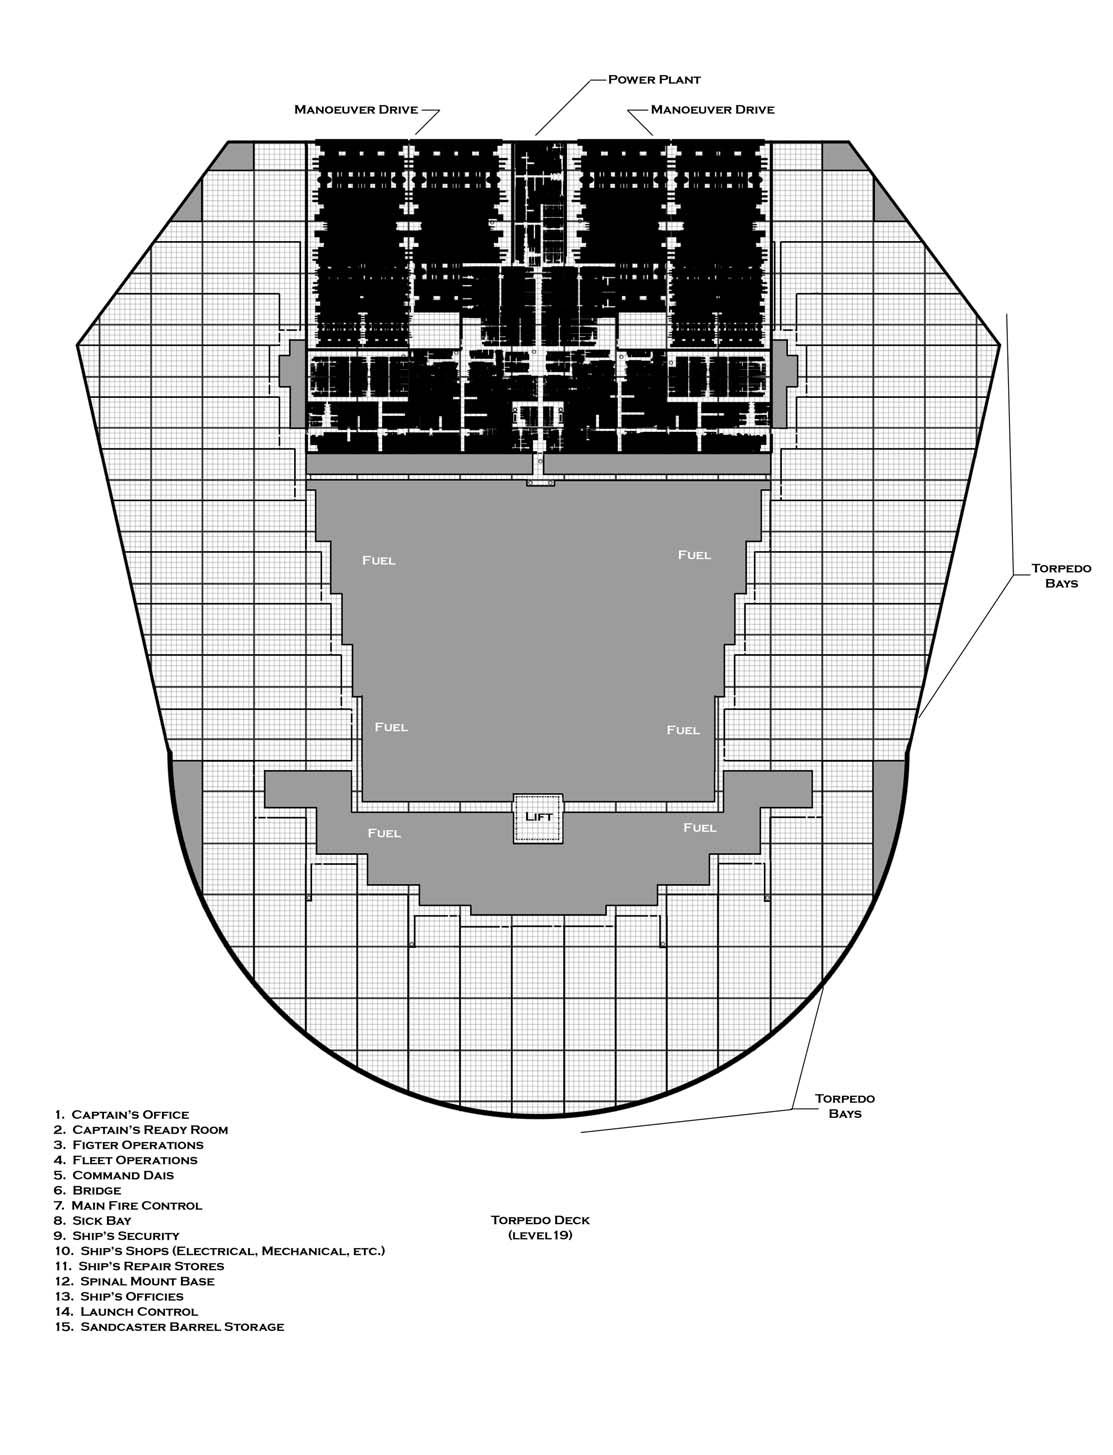 Power Plant
Manoeuver Drive
Manoeuver Drive
Fuel
Fuel
Torpedo
Bays
Fuel
Fuel
Lift
Fuel
Fuel
Torpedo
Bays
1. Captain's Office
2. Captain's Ready Room
3. Figter Operations
4. Fleet Operations
5. Command Dais
6. Bridge
7. Main Fire Control
8. Sick Bay
9. Ship's Security
10. Ship's Shops (Electrical, Mechanical, etc.)
11. Ship's Repair Stores
12. Spinal Mount Base
13. Ship's Officies
14. Launch Control
15. Sandcaster Barrel Storage
Torpedo Deck
(level 19)